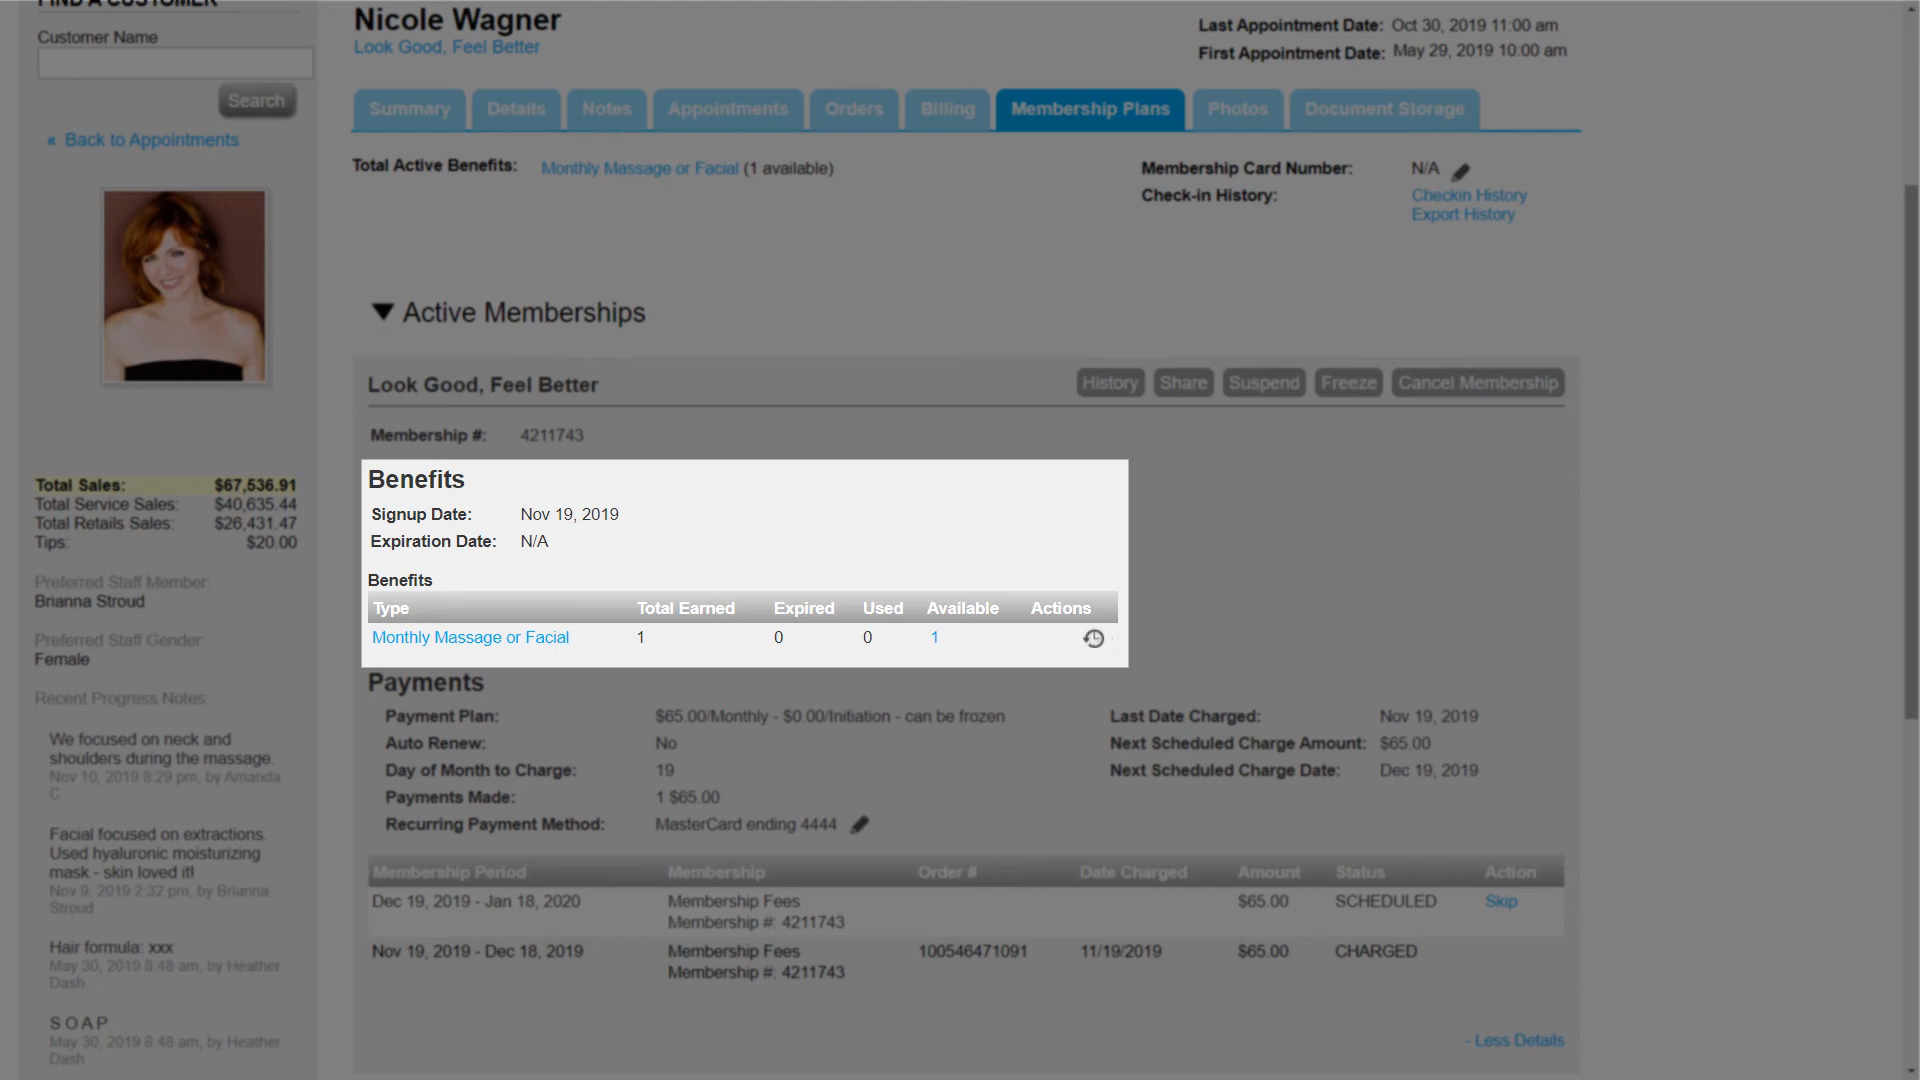 FIND A CUSTOMER
Customer Name
Search
« Back to Appointments
Total Sales: $67,536.91
Total Service Sales: $40,635.44
Total Retails Sales: $26,431.47
Tips: $20.00
Preferred Staff Member:
Brianna Stroud
Preferred Staff Gender:
Female
Recent Progress Notes:
We focused on neck and
shoulders during the massage.
Nov 10, 2019 8:29 pm, by Amanda
C
Facial focused on extractions.
Used hyaluronic moisturizing
mask - skin loved it!
Nov 9, 2019 2:32 pm, by Brianna
Stroud
Hair formula: xxx
May 30, 2019 8:48 am, by Heather
Dash
S O A P
May 30, 2019 8:48 am, by Heather
Dash
Nicole Wagner
Look Good, Feel Better
Last Appointment Date: Oct 30, 2019 11:00 am
First Appointment Date: May 29, 2019 10:00 am
Summary Details Notes Appointments Orders Billing Membership Plans Photos Document Storage
Total Active Benefits: Monthly Massage or Facial (1 available)
Membership Card Number: N/A
Check-in History: Checkin History
Export History
Active Memberships
Look Good, Feel Better History Share Suspend Freeze Cancel Membership
Membership #: 4211743
Benefits
Signup Date: Nov 19, 2019
Expiration Date: N/A
Benefits
Type Total Earned Expired Used Available Actions
Monthly Massage or Facial 1 0 0 1
Payments
Payment Plan: $65.00/Monthly - $0.00/Initiation - can be frozen
Auto Renew: No
Day of Month to Charge: 19
Payments Made: 1 $65.00
Recurring Payment Method: MasterCard ending 4444
Last Date Charged: Nov 19, 2019
Next Scheduled Charge Amount: $65.00
Next Scheduled Charge Date: Dec 19, 2019
Membership Period Membership Order # Date Charged Amount Status Action
Dec 19, 2019 - Jan 18, 2020 Membership Fees $65.00 SCHEDULED Skip
Membership #: 4211743
Nov 19, 2019 - Dec 18, 2019 Membership Fees 100546471091 11/19/2019 $65.00 CHARGED
Membership #: 4211743
- Less Details